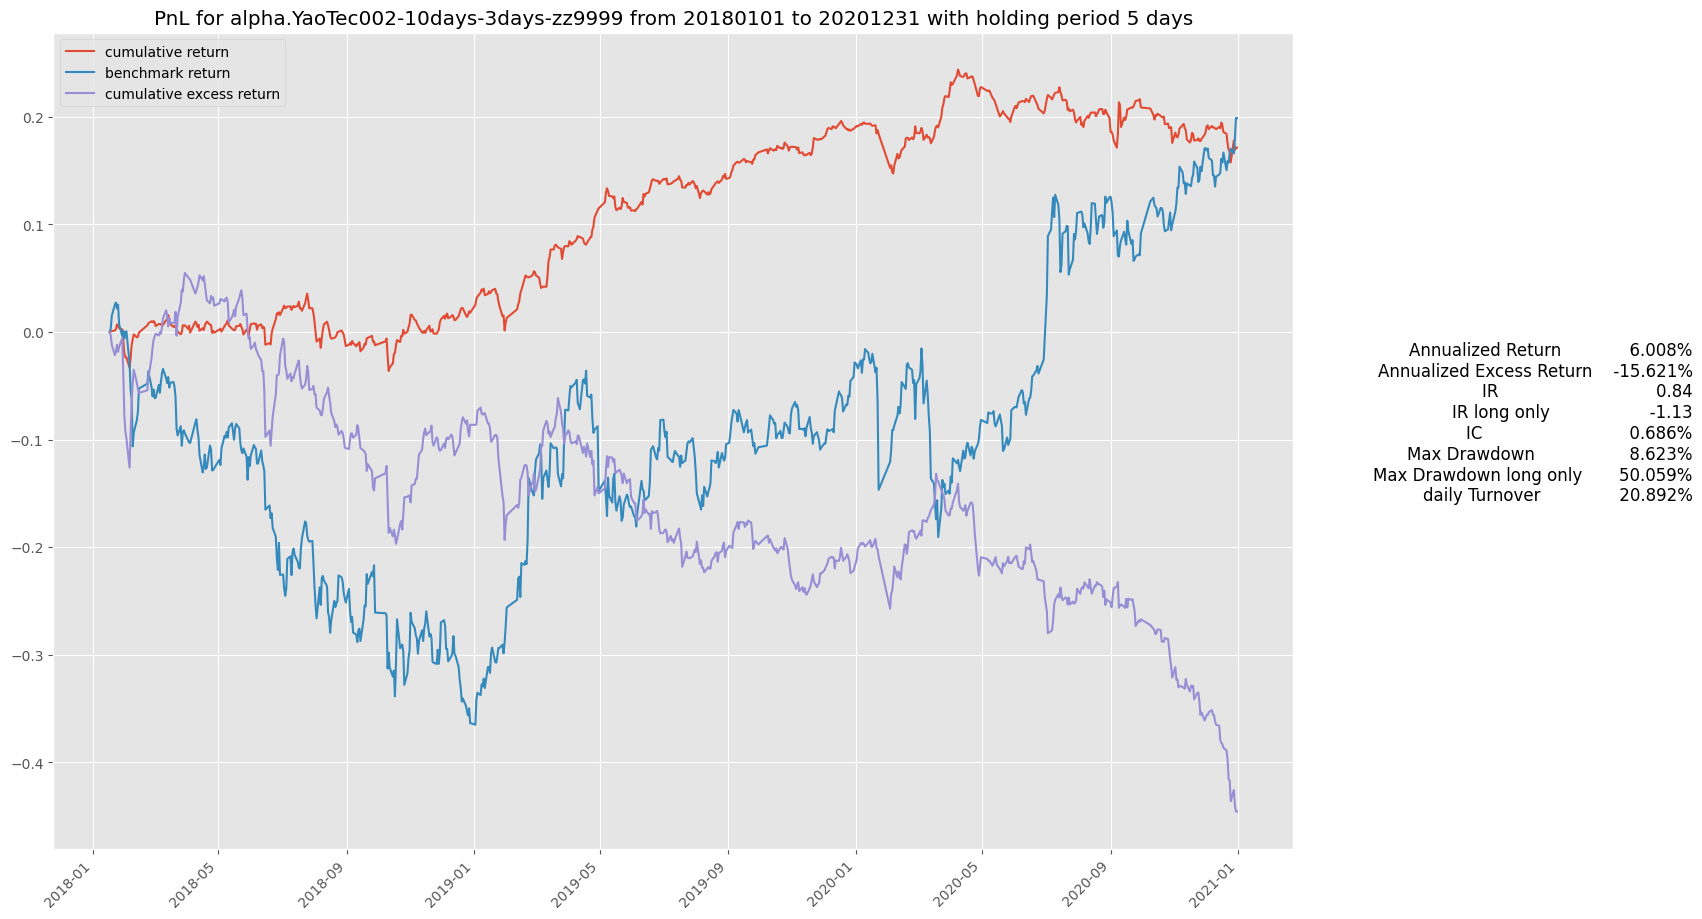 PnL for alpha.YaoTec002-10days-3days-zz9999 from 20180101 to 20201231 with holding period 5 days
cumulative return
benchmark return
cumulative excess return
0.2
0.1
0.0
−0.1
−0.2
−0.3
−0.4
2018-01
2018-05
2018-09
2019-01
2019-05
2019-09
2020-01
2020-05
2020-09
2021-01
Annualized Return 6.008%
Annualized Excess Return -15.621%
IR 0.84
IR long only -1.13
IC 0.686%
Max Drawdown 8.623%
Max Drawdown long only 50.059%
daily Turnover 20.892%